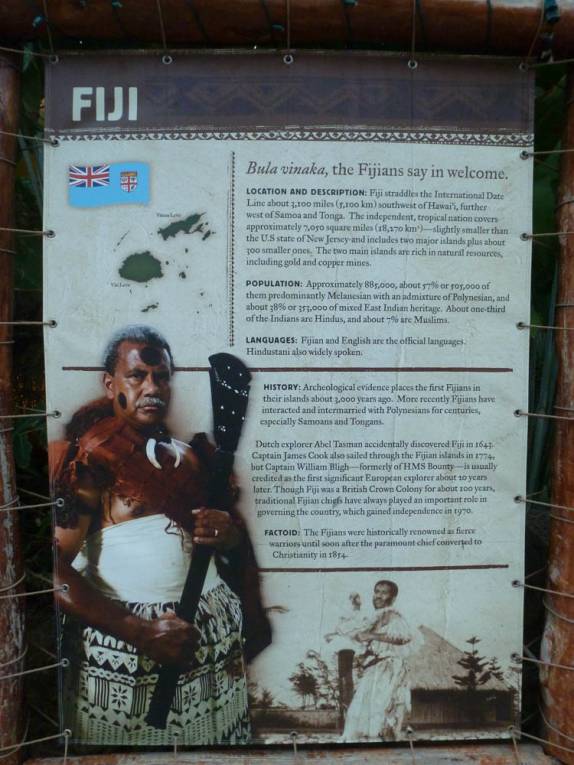 FIJI
Bula vinaka, the Fijians say in welcome.
LOCATION AND DESCRIPTION: Fiji straddles the International Date
Line about 3,100 miles (5,100 km) southwest of Hawai'i, further
west of Samoa and Tonga. The independent, tropical nation covers
approximately 7,050 square miles (18,270 km²)—slightly smaller than
the U.S state of New Jersey-and includes two major islands plus about
300 smaller ones. The two main islands are rich in natural resources,
including gold and copper mines.
Vanua Levu
Viti Levu
POPULATION: Approximately 885,000, about 57% or 505,000 of
them predominantly Melanesian with an admixture of Polynesian, and
about 38% or 353,000 of mixed East Indian heritage. About one-third
of the Indians are Hindus, and about 7% are Muslims.
LANGUAGES: Fijian and English are the official languages.
Hindustani also widely spoken.
HISTORY: Archeological evidence places the first Fijians in
their islands about 3,000 years ago. More recently Fijians have
interacted and intermarried with Polynesians for centuries,
especially Samoans and Tongans.
Dutch explorer Abel Tasman accidentally discovered Fiji in 1643.
Captain James Cook also sailed through the Fijian islands in 1774,
but Captain William Bligh—formerly of HMS Bounty—is usually
credited as the first significant European explorer about 20 years
later. Though Fiji was a British Crown Colony for about 100 years,
traditional Fijian chiefs have always played an important role in
governing the country, which gained independence in 1970.
FACTOID: The Fijians were historically renowned as fierce
warriors until soon after the paramount chief converted to
Christianity in 1854.